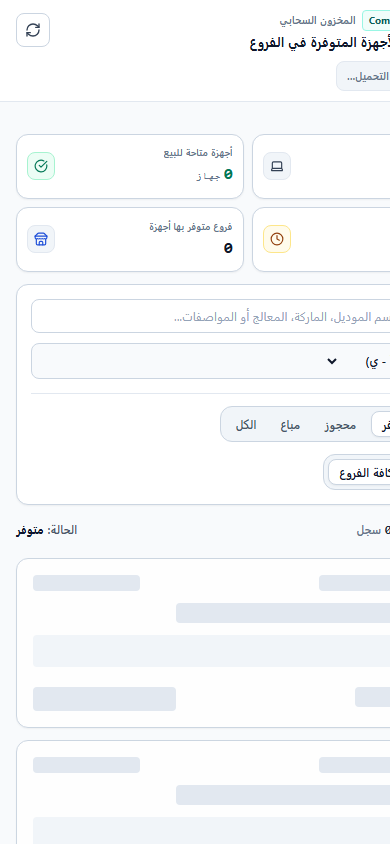 المخزون السحابي Com
الأجهزة المتوفرة في الفروع
التحميل...
أجهزة متاحة للبيع
0 جهاز
فروع متوفر بها أجهزة
0
اسم الموديل، الماركة، المعالج أو المواصفات...
- ي)
محجوز
مباع
الكل
كافة الفروع
0 سجل
الحالة: متوفر